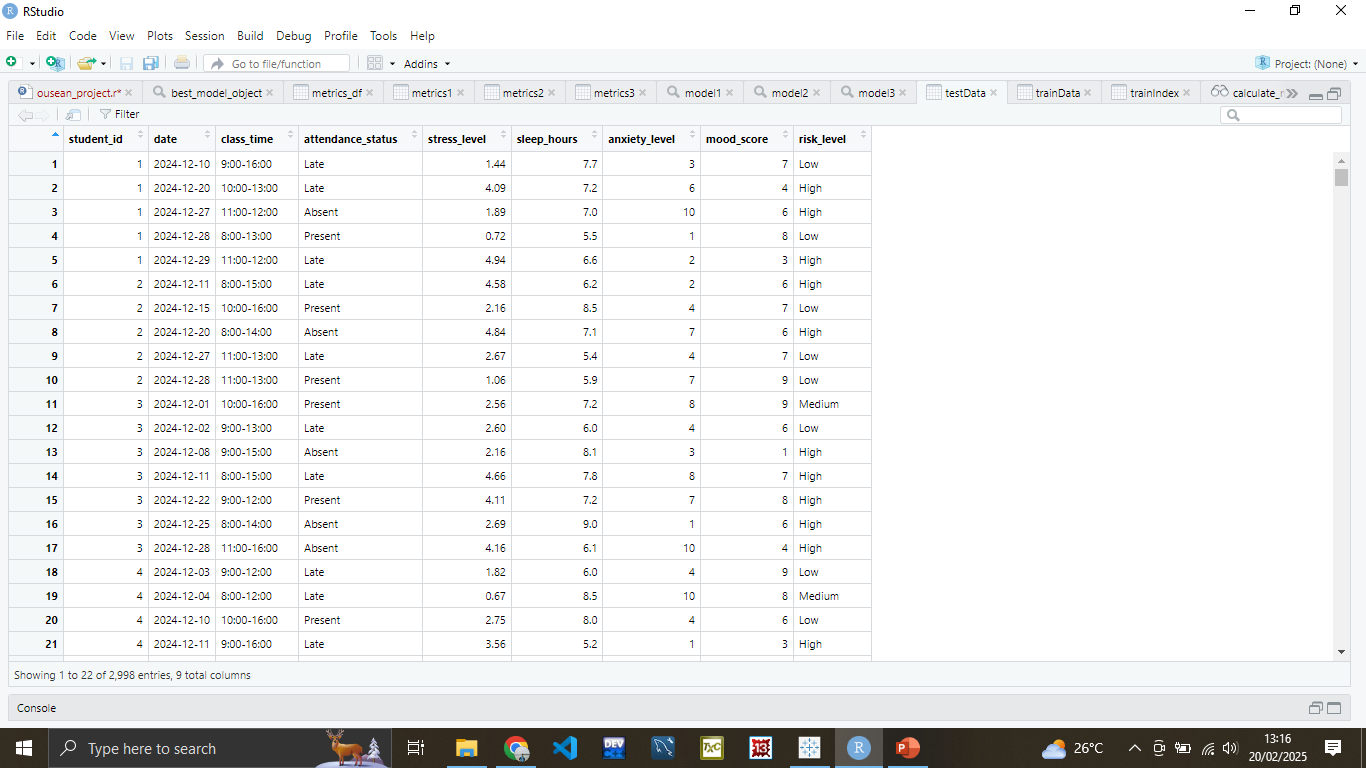 RStudio
File Edit Code View Plots Session Build Debug Profile Tools Help
Go to file/function Addins Project: (None)
ousean_project.r* best_model_object metrics_df metrics1 metrics2 metrics3 model1 model2 model3 testData trainData trainIndex
Filter
student_id date class_time attendance_status stress_level sleep_hours anxiety_level mood_score risk_level
1 1 2024-12-10 9:00-16:00 Late 1.44 7.7 3 7 Low
2 1 2024-12-20 10:00-13:00 Late 4.09 7.2 6 4 High
3 1 2024-12-27 11:00-12:00 Absent 1.89 7.0 10 6 High
4 1 2024-12-28 8:00-13:00 Present 0.72 5.5 1 8 Low
5 1 2024-12-29 11:00-12:00 Late 4.94 6.6 2 3 High
6 2 2024-12-11 8:00-15:00 Late 4.58 6.2 2 6 High
7 2 2024-12-15 10:00-16:00 Present 2.16 8.5 4 7 Low
8 2 2024-12-20 8:00-14:00 Absent 4.84 7.1 7 6 High
9 2 2024-12-27 11:00-13:00 Late 2.67 5.4 4 7 Low
10 2 2024-12-28 11:00-13:00 Present 1.06 5.9 7 9 Low
11 3 2024-12-01 10:00-16:00 Present 2.56 7.2 8 9 Medium
12 3 2024-12-02 9:00-13:00 Late 2.60 6.0 4 6 Low
13 3 2024-12-08 9:00-15:00 Absent 2.16 8.1 3 1 High
14 3 2024-12-11 8:00-15:00 Late 4.66 7.8 8 7 High
15 3 2024-12-22 9:00-12:00 Present 4.11 7.2 7 8 High
16 3 2024-12-25 8:00-14:00 Absent 2.69 9.0 1 6 High
17 3 2024-12-28 11:00-16:00 Absent 4.16 6.1 10 4 High
18 4 2024-12-03 9:00-12:00 Late 1.82 6.0 4 9 Low
19 4 2024-12-04 8:00-12:00 Late 0.67 8.5 10 8 Medium
20 4 2024-12-10 10:00-16:00 Present 2.75 8.0 4 6 Low
21 4 2024-12-11 9:00-16:00 Late 3.56 5.2 1 3 High
Showing 1 to 22 of 2,998 entries, 9 total columns
Console
Type here to search DEV TXC 13 R P 26°C 13:16
20/02/2025